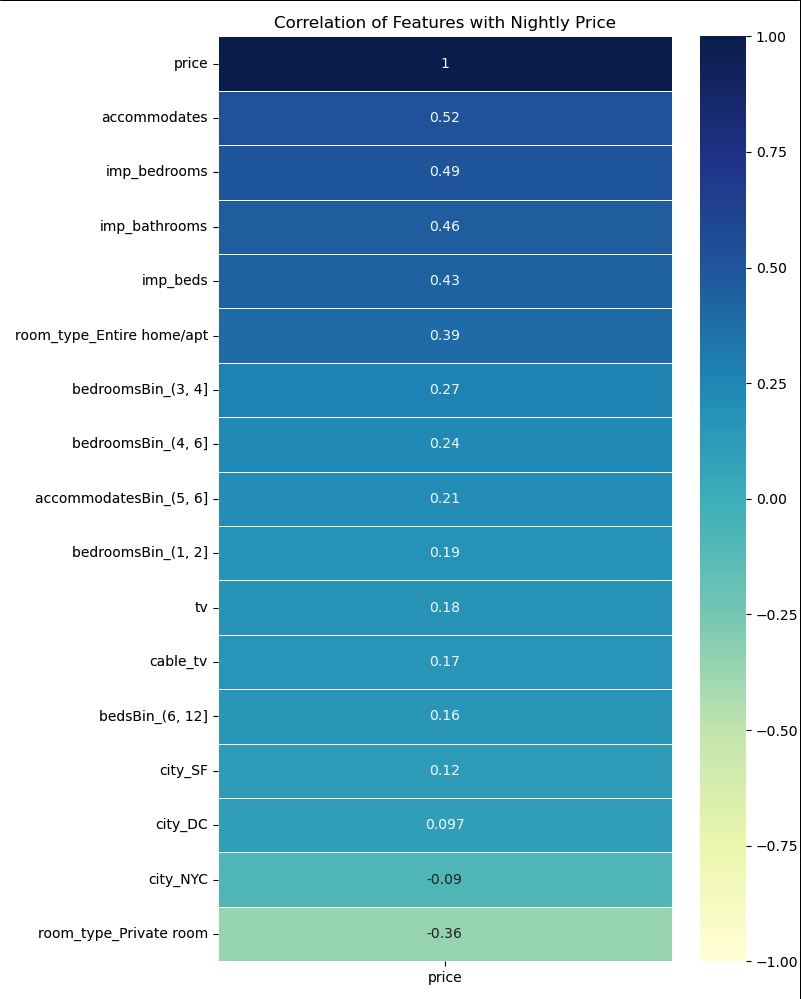 Correlation of Features with Nightly Price
price 1
accommodates 0.52
imp_bedrooms 0.49
imp_bathrooms 0.46
imp_beds 0.43
room_type_Entire home/apt 0.39
bedroomsBin_(3, 4] 0.27
bedroomsBin_(4, 6] 0.24
accommodatesBin_(5, 6] 0.21
bedroomsBin_(1, 2] 0.19
tv 0.18
cable_tv 0.17
bedsBin_(6, 12] 0.16
city_SF 0.12
city_DC 0.097
city_NYC -0.09
room_type_Private room -0.36
price
1.00
0.75
0.50
0.25
0.00
−0.25
−0.50
−0.75
−1.00